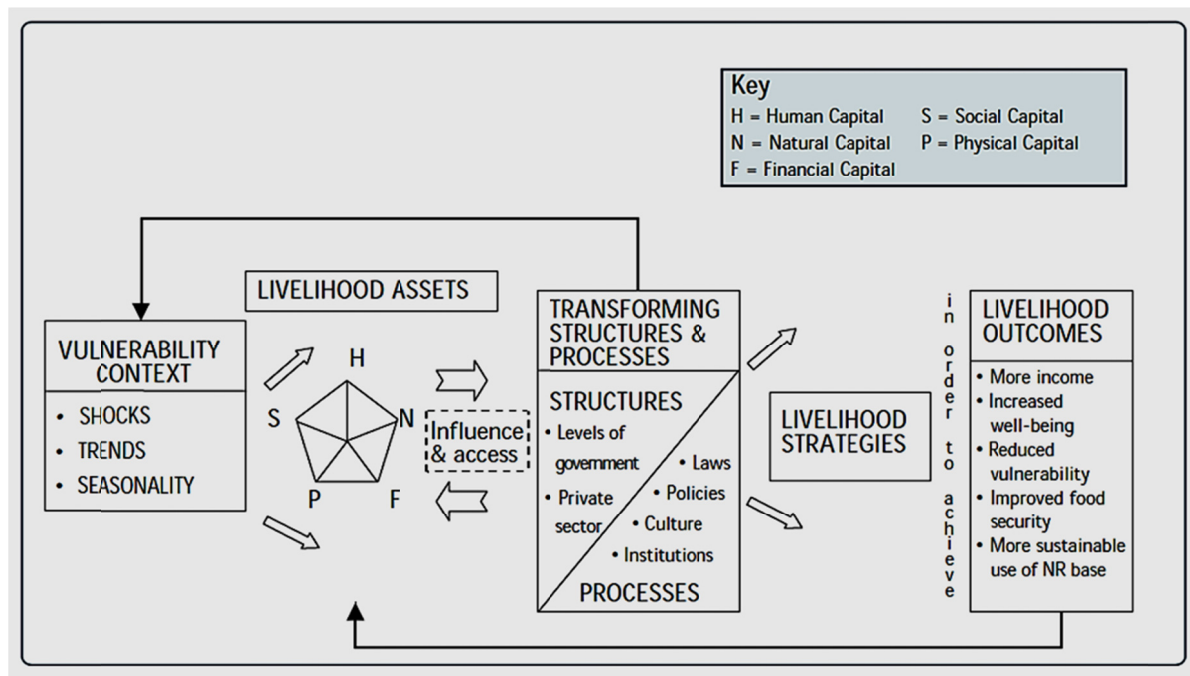 Key
H = Human Capital
S = Social Capital
N = Natural Capital
P = Physical Capital
F = Financial Capital
LIVELIHOOD ASSETS
VULNERABILITY
CONTEXT
• SHOCKS
• TRENDS
• SEASONALITY
H
S
N
P
F
Influence
& access
TRANSFORMING
STRUCTURES &
PROCESSES
STRUCTURES
• Levels of
government
• Private
sector
• Laws
• Policies
• Culture
• Institutions
PROCESSES
LIVELIHOOD
STRATEGIES
in order to achieve
LIVELIHOOD
OUTCOMES
• More income
• Increased
well-being
• Reduced
vulnerability
• Improved food
security
• More sustainable
use of NR base